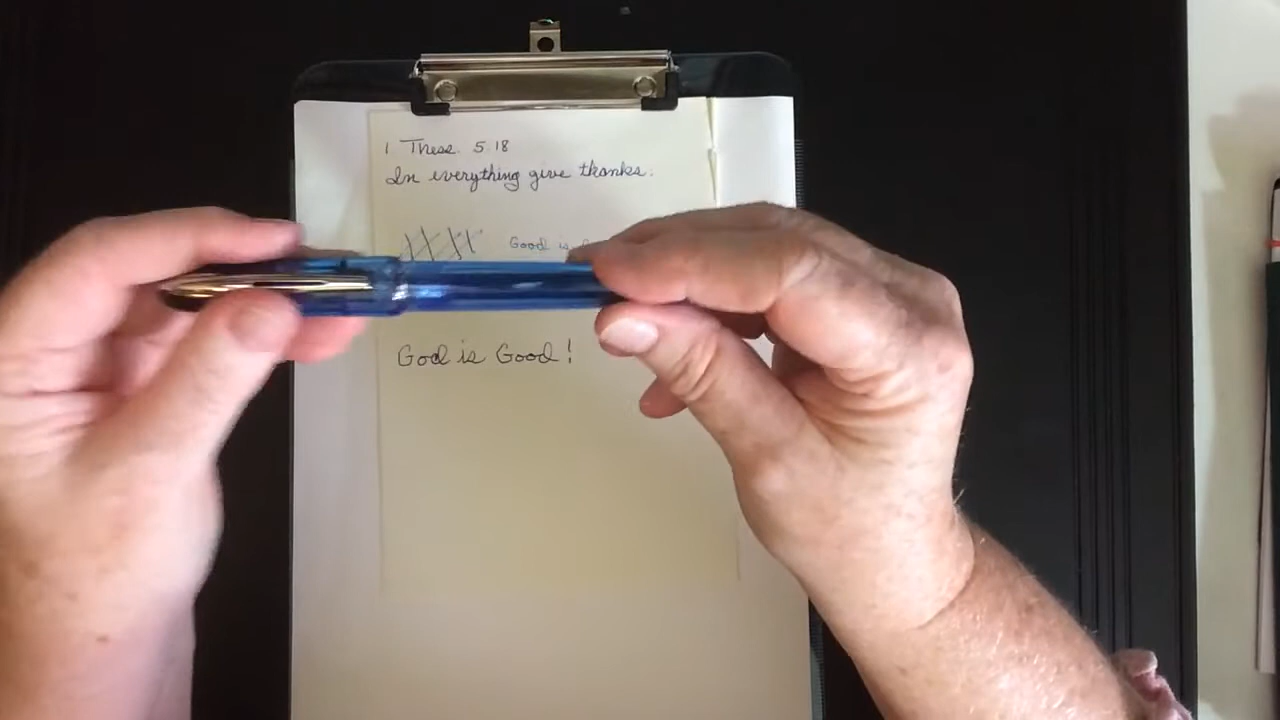 1 Thess. 5:18
In everything give thanks.
Good is
God is Good!